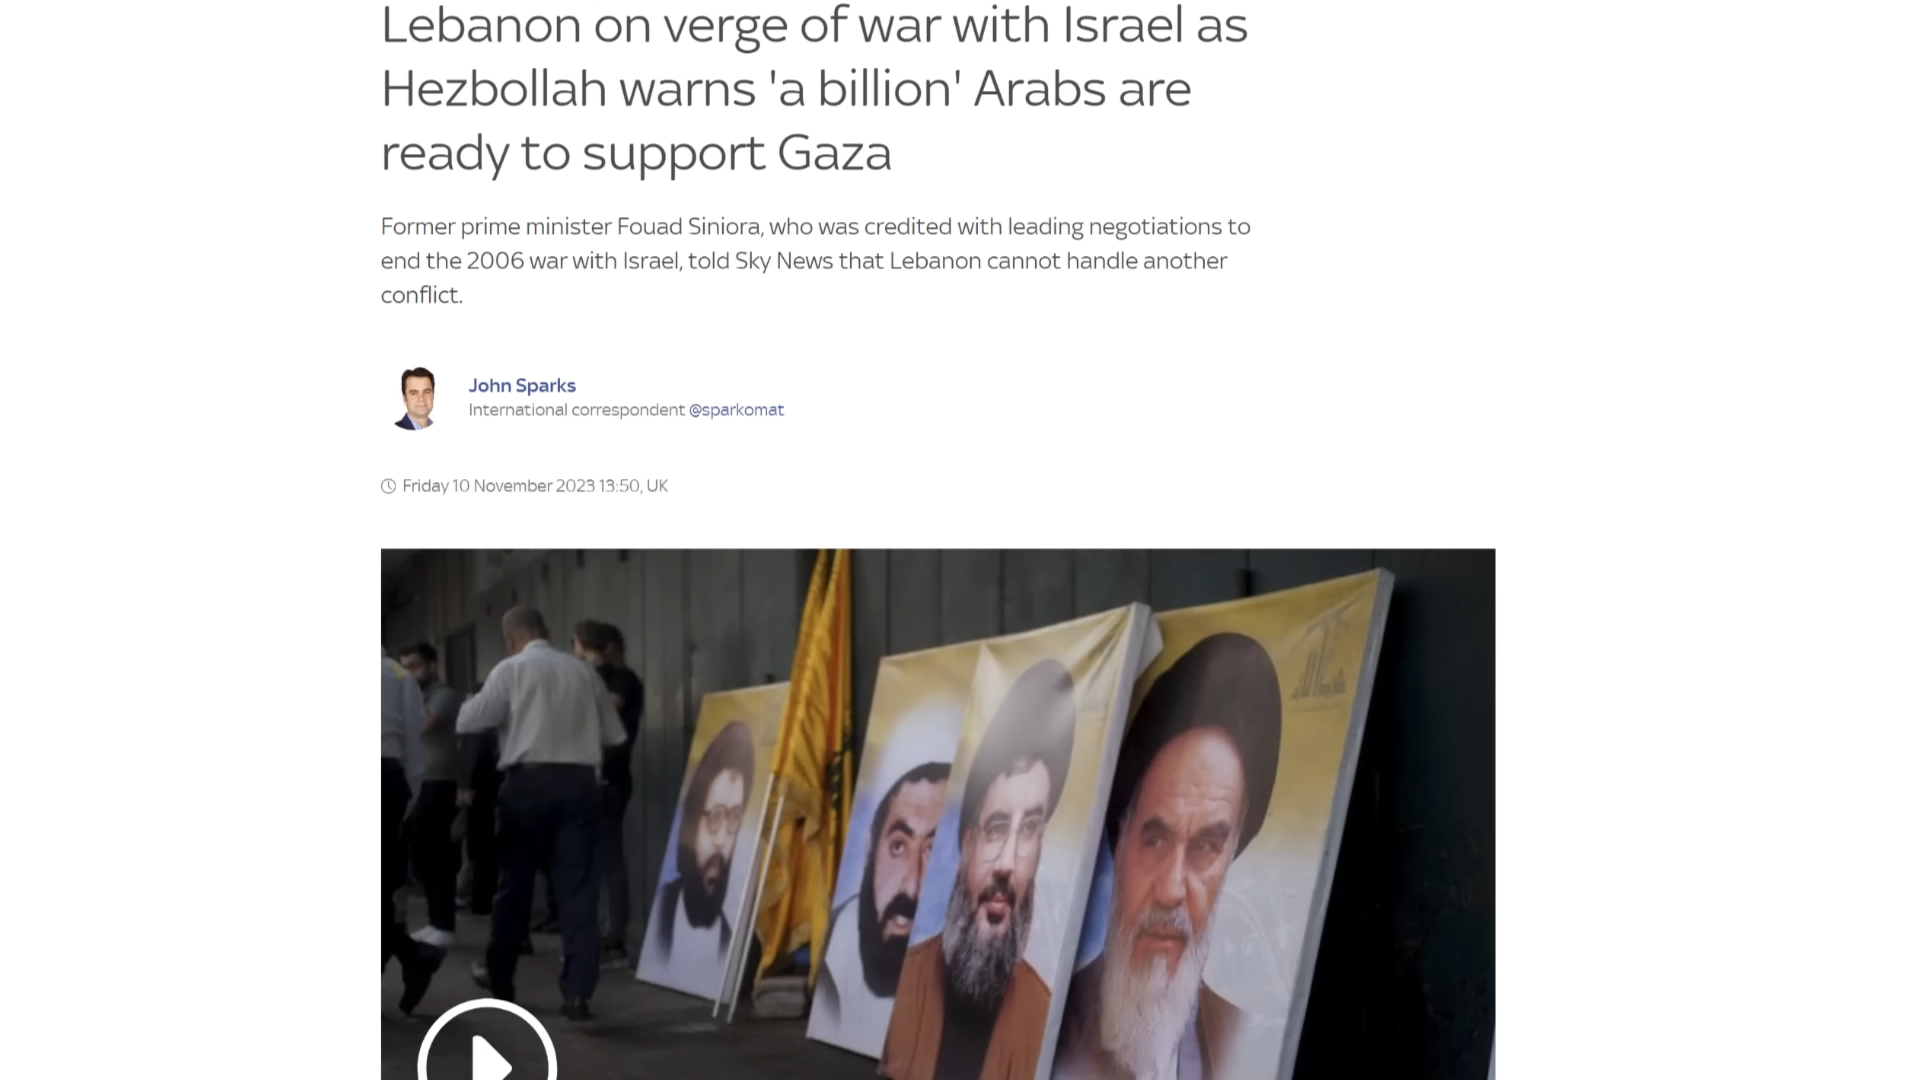 Lebanon on verge of war with Israel as
Hezbollah warns 'a billion' Arabs are
ready to support Gaza
Former prime minister Fouad Siniora, who was credited with leading negotiations to
end the 2006 war with Israel, told Sky News that Lebanon cannot handle another
conflict.
John Sparks
International correspondent @sparkomat
Friday 10 November 2023 13:50, UK